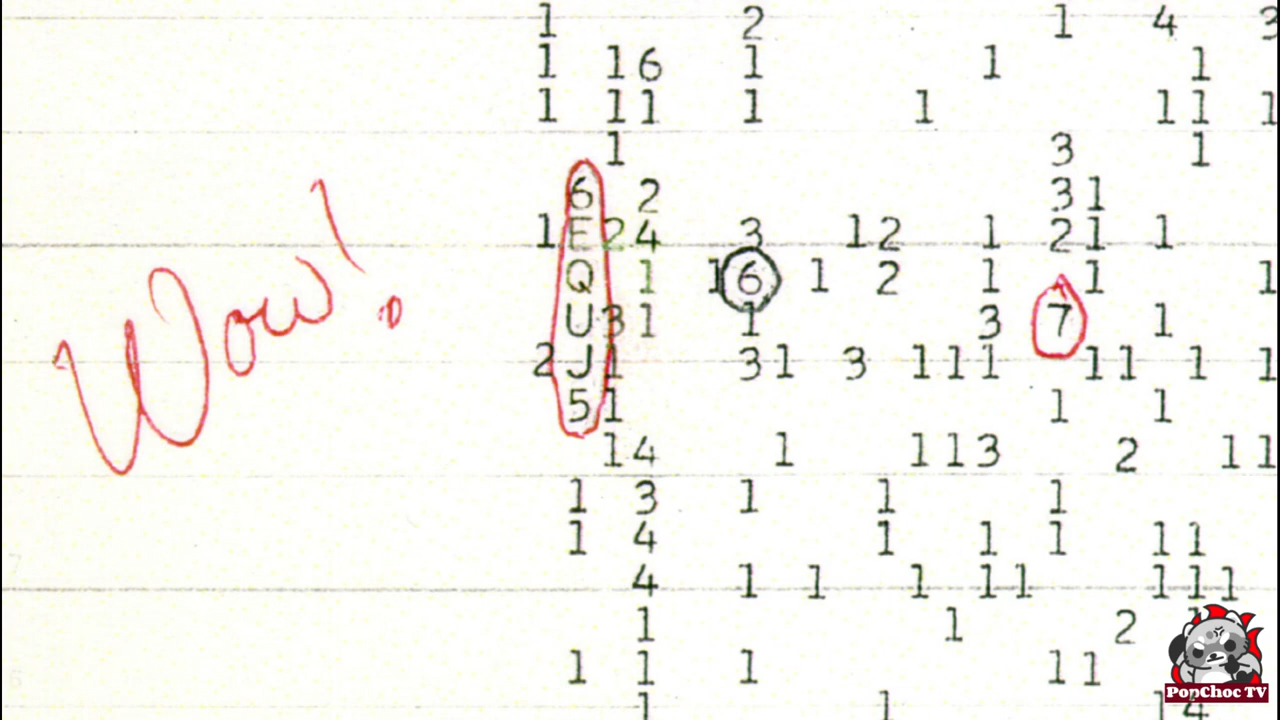 1 2 1 4 3
1 16 1 1 1
1 11 1 1 11 1
1 3 1
6 2 31
1E24 3 12 1 21 1
Q 1 16 1 2 1 1 1
U31 1 3 7 1
2J1 31 3 111 11 1 1
51 1 1
14 1 113 2 11
1 3 1 1 1
1 4 1 1 1 11
4 1 1 1 11 111
1 1 2
1 1 1 11
1 1 14
Wow!
PopChoc TV